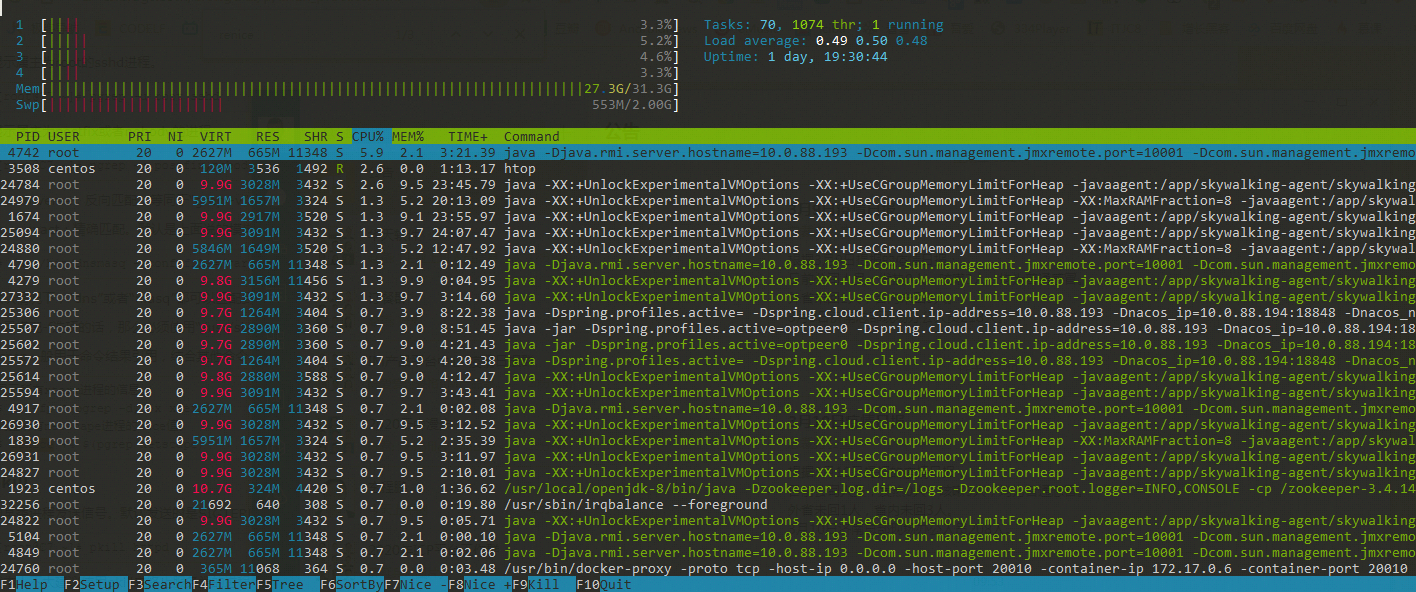 1 [|||| 3.3%] Tasks: 70, 1074 thr; 1 running
2 [||||| 5.2%] Load average: 0.49 0.50 0.48
3 [||||| 4.6%] Uptime: 1 day, 19:30:44
4 [|||| 3.3%]
Mem[|||||||||||||||||||||||||||||||||||||||||||||||||||||||||||||||||||27.3G/31.3G]
Swp[|||||||||||||||||||||| 553M/2.00G]
PID USER PRI NI VIRT RES SHR S CPU% MEM% TIME+ Command
4742 root 20 0 2627M 665M 11348 S 5.9 2.1 3:21.39 java -Djava.rmi.server.hostname=10.0.88.193 -Dcom.sun.management.jmxremote.port=10001 -Dcom.sun.management.jmxremo
3508 centos 20 0 120M 3536 1492 R 2.6 0.0 1:13.17 htop
24784 root 20 0 9.9G 3028M 3432 S 2.6 9.5 23:45.79 java -XX:+UnlockExperimentalVMOptions -XX:+UseCGroupMemoryLimitForHeap -javaagent:/app/skywalking-agent/skywalking
24979 root 20 0 5951M 1657M 3324 S 1.3 5.2 20:13.09 java -XX:+UnlockExperimentalVMOptions -XX:+UseCGroupMemoryLimitForHeap -XX:MaxRAMFraction=8 -javaagent:/app/skywal
1674 root 20 0 9.9G 2917M 3520 S 1.3 9.1 23:55.97 java -XX:+UnlockExperimentalVMOptions -XX:+UseCGroupMemoryLimitForHeap -javaagent:/app/skywalking-agent/skywalking
25094 root 20 0 9.9G 3091M 3432 S 1.3 9.7 24:07.47 java -XX:+UnlockExperimentalVMOptions -XX:+UseCGroupMemoryLimitForHeap -javaagent:/app/skywalking-agent/skywalking
24880 root 20 0 5846M 1649M 3520 S 1.3 5.2 12:47.92 java -XX:+UnlockExperimentalVMOptions -XX:+UseCGroupMemoryLimitForHeap -XX:MaxRAMFraction=8 -javaagent:/app/skywal
4790 root 20 0 2627M 665M 11348 S 1.3 2.1 0:12.49 java -Djava.rmi.server.hostname=10.0.88.193 -Dcom.sun.management.jmxremote.port=10001 -Dcom.sun.management.jmxremo
4279 root 20 0 9.8G 3156M 11456 S 1.3 9.9 0:04.95 java -XX:+UnlockExperimentalVMOptions -XX:+UseCGroupMemoryLimitForHeap -javaagent:/app/skywalking-agent/skywalking
27332 root 20 0 9.9G 3091M 3432 S 1.3 9.7 3:14.60 java -XX:+UnlockExperimentalVMOptions -XX:+UseCGroupMemoryLimitForHeap -javaagent:/app/skywalking-agent/skywalking
25306 root 20 0 9.7G 1264M 3404 S 0.7 3.9 8:22.38 java -Dspring.profiles.active= -Dspring.cloud.client.ip-address=10.0.88.193 -Dnacos_ip=10.0.88.194:18848 -Dnacos_n
25507 root 20 0 9.7G 2890M 3360 S 0.7 9.0 8:51.45 java -jar -Dspring.profiles.active=optpeer0 -Dspring.cloud.client.ip-address=10.0.88.193 -Dnacos_ip=10.0.88.194:18
25602 root 20 0 9.7G 2890M 3360 S 0.7 9.0 4:21.43 java -jar -Dspring.profiles.active=optpeer0 -Dspring.cloud.client.ip-address=10.0.88.193 -Dnacos_ip=10.0.88.194:18
25572 root 20 0 9.7G 1264M 3404 S 0.7 3.9 4:20.38 java -Dspring.profiles.active= -Dspring.cloud.client.ip-address=10.0.88.193 -Dnacos_ip=10.0.88.194:18848 -Dnacos_n
25614 root 20 0 9.8G 2880M 3588 S 0.7 9.0 4:12.47 java -XX:+UnlockExperimentalVMOptions -XX:+UseCGroupMemoryLimitForHeap -javaagent:/app/skywalking-agent/skywalking
25594 root 20 0 9.9G 3091M 3432 S 0.7 9.7 3:43.41 java -XX:+UnlockExperimentalVMOptions -XX:+UseCGroupMemoryLimitForHeap -javaagent:/app/skywalking-agent/skywalking
4917 root 20 0 2627M 665M 11348 S 0.7 2.1 0:02.08 java -Djava.rmi.server.hostname=10.0.88.193 -Dcom.sun.management.jmxremote.port=10001 -Dcom.sun.management.jmxremo
26930 root 20 0 9.9G 3028M 3432 S 0.7 9.5 3:12.52 java -XX:+UnlockExperimentalVMOptions -XX:+UseCGroupMemoryLimitForHeap -javaagent:/app/skywalking-agent/skywalking
1839 root 20 0 5951M 1657M 3324 S 0.7 5.2 2:35.39 java -XX:+UnlockExperimentalVMOptions -XX:+UseCGroupMemoryLimitForHeap -XX:MaxRAMFraction=8 -javaagent:/app/skywal
26931 root 20 0 9.9G 3028M 3432 S 0.7 9.5 3:11.97 java -XX:+UnlockExperimentalVMOptions -XX:+UseCGroupMemoryLimitForHeap -javaagent:/app/skywalking-agent/skywalking
24827 root 20 0 9.9G 3028M 3432 S 0.7 9.5 2:10.01 java -XX:+UnlockExperimentalVMOptions -XX:+UseCGroupMemoryLimitForHeap -javaagent:/app/skywalking-agent/skywalking
1923 centos 20 0 10.7G 324M 4420 S 0.7 1.0 1:36.62 /usr/local/openjdk-8/bin/java -Dzookeeper.log.dir=/logs -Dzookeeper.root.logger=INFO,CONSOLE -cp /zookeeper-3.4.14
32256 root 20 0 21692 640 308 S 0.7 0.0 0:19.80 /usr/sbin/irqbalance --foreground
24822 root 20 0 9.9G 3028M 3432 S 0.7 9.5 0:05.71 java -XX:+UnlockExperimentalVMOptions -XX:+UseCGroupMemoryLimitForHeap -javaagent:/app/skywalking-agent/skywalking
5104 root 20 0 2627M 665M 11348 S 0.7 2.1 0:00.10 java -Djava.rmi.server.hostname=10.0.88.193 -Dcom.sun.management.jmxremote.port=10001 -Dcom.sun.management.jmxremo
4849 root 20 0 2627M 665M 11348 S 0.7 2.1 0:02.06 java -Djava.rmi.server.hostname=10.0.88.193 -Dcom.sun.management.jmxremote.port=10001 -Dcom.sun.management.jmxremo
24760 root 20 0 365M 11068 364 S 0.7 0.0 0:03.48 /usr/bin/docker-proxy -proto tcp -host-ip 0.0.0.0 -host-port 20010 -container-ip 172.17.0.6 -container-port 20010
F1Help F2Setup F3SearchF4FilterF5Tree F6SortByF7Nice -F8Nice +F9Kill F10Quit